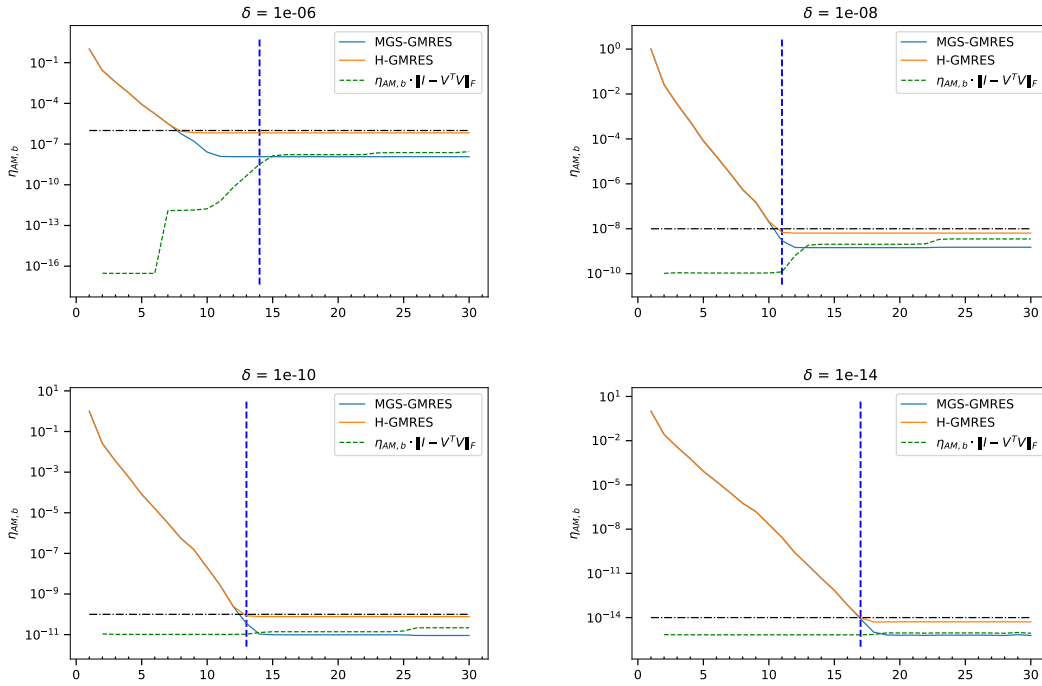 δ = 1e-06
MGS-GMRES
H-GMRES
η_{AM, b} · ‖I − V^T V‖_F
η_{AM, b}
10^{-1}
10^{-4}
10^{-7}
10^{-10}
10^{-13}
10^{-16}
0 5 10 15 20 25 30
δ = 1e-08
MGS-GMRES
H-GMRES
η_{AM, b} · ‖I − V^T V‖_F
η_{AM, b}
10^{0}
10^{-2}
10^{-4}
10^{-6}
10^{-8}
10^{-10}
0 5 10 15 20 25 30
δ = 1e-10
MGS-GMRES
H-GMRES
η_{AM, b} · ‖I − V^T V‖_F
η_{AM, b}
10^{1}
10^{-1}
10^{-3}
10^{-5}
10^{-7}
10^{-9}
10^{-11}
0 5 10 15 20 25 30
δ = 1e-14
MGS-GMRES
H-GMRES
η_{AM, b} · ‖I − V^T V‖_F
η_{AM, b}
10^{1}
10^{-2}
10^{-5}
10^{-8}
10^{-11}
10^{-14}
0 5 10 15 20 25 30